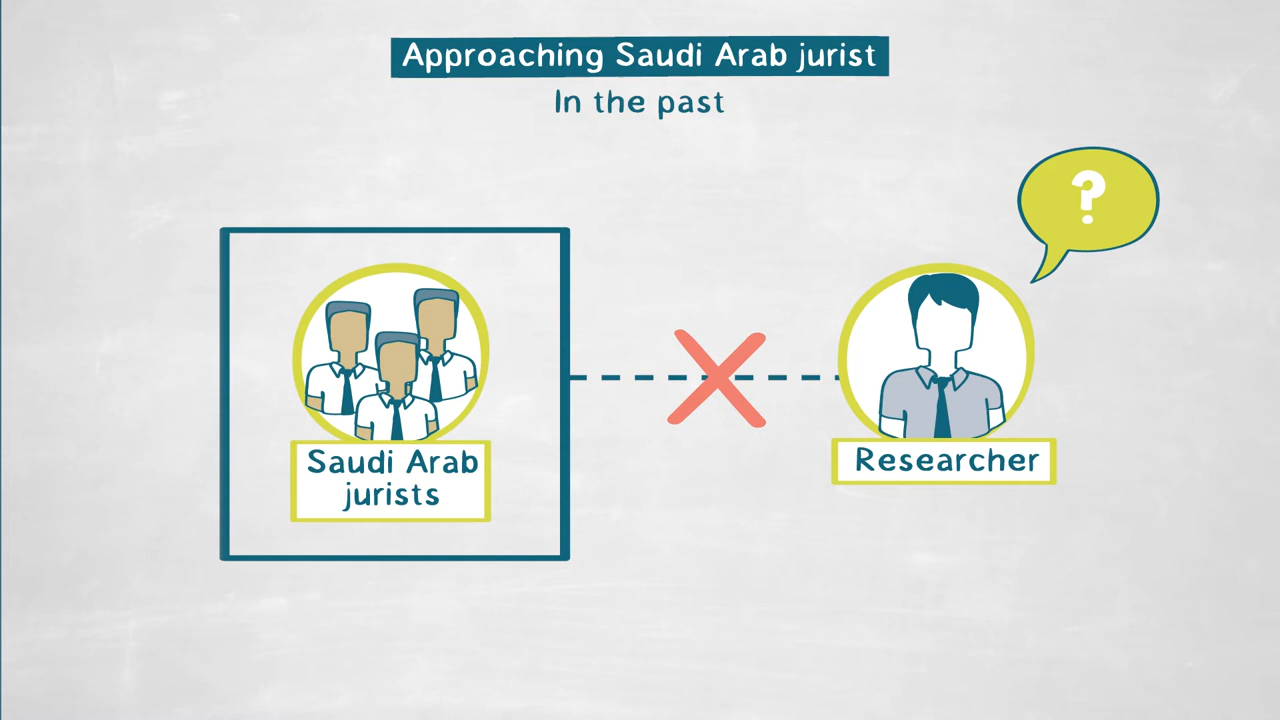 Approaching Saudi Arab jurist
In the past
?
Saudi Arab
jurists
Researcher